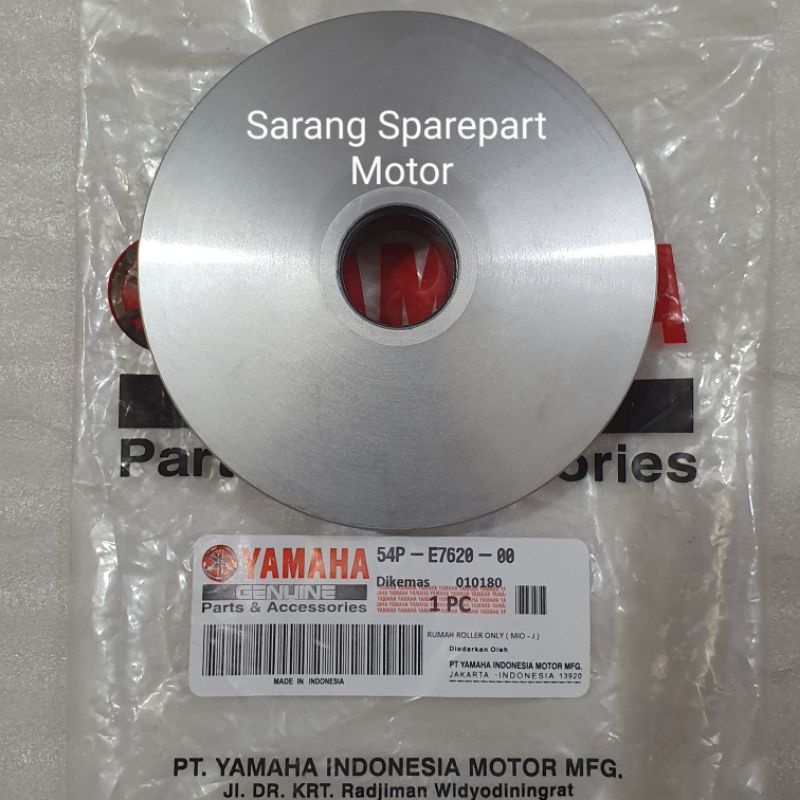 Sarang Sparepart
Motor
YAMAHA
GENUINE
Parts & Accessories
54P - E7620 - 00
Dikemas 010180
1 PC
RUMAH ROLLER ONLY ( MIO - J )
Diedarkan Oleh
PT YAMAHA INDONESIA MOTOR MFG.
JAKARTA - INDONESIA 13920
MADE IN INDONESIA
PT. YAMAHA INDONESIA MOTOR MFG.
Jl. DR. KRT. Radjiman Widyodiningrat